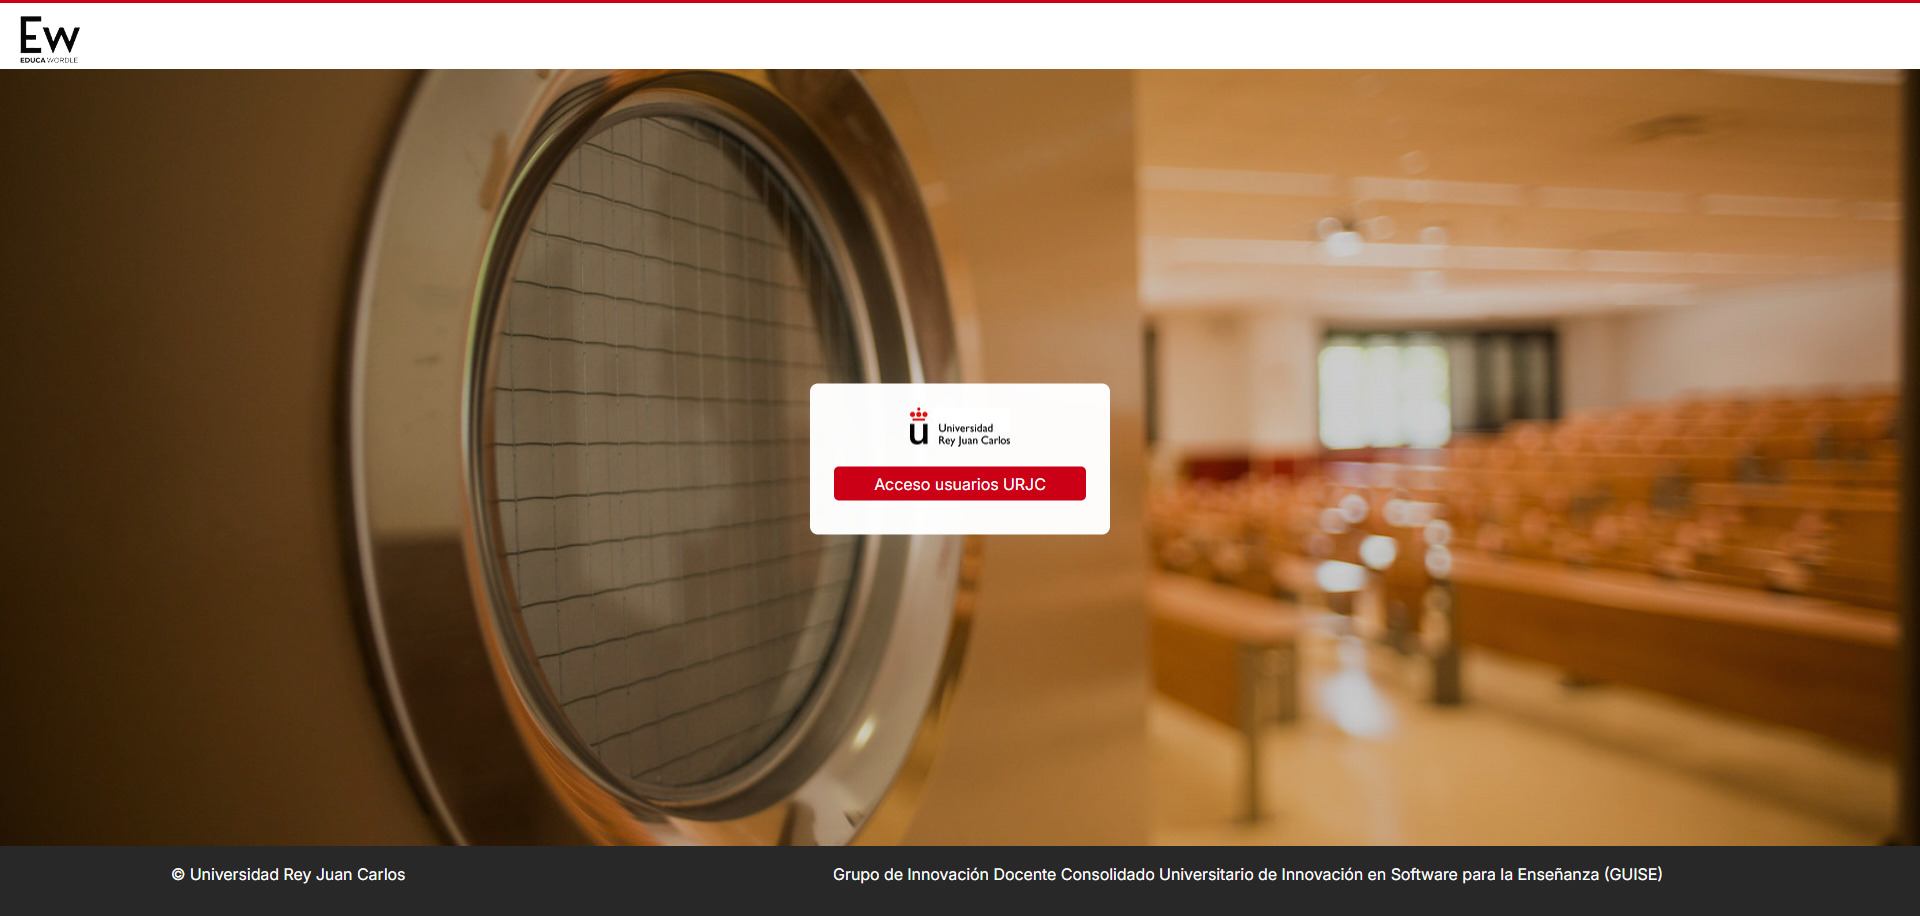 Ew
EDUCA WORDLE
Universidad
Rey Juan Carlos
Acceso usuarios URJC
© Universidad Rey Juan Carlos
Grupo de Innovación Docente Consolidado Universitario de Innovación en Software para la Enseñanza (GUISE)